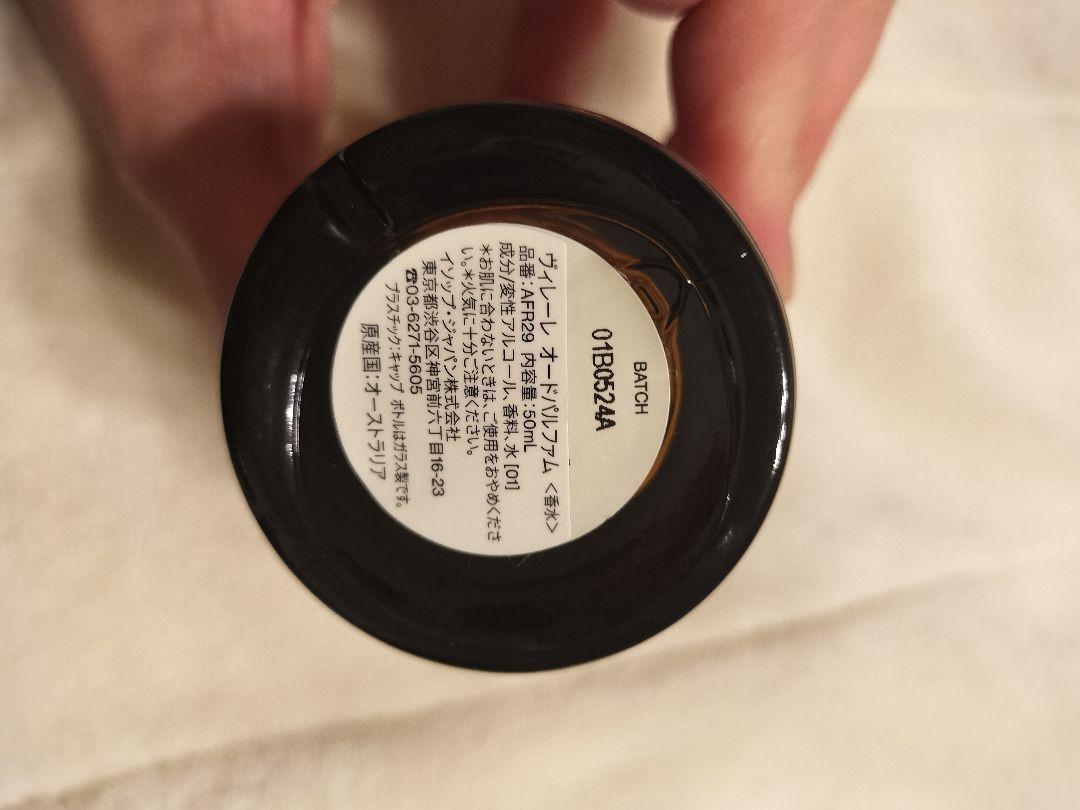 BATCH
01B0524A
ヴィレーレ オードパルファム <香水>
品番:AFR29 内容量:50mL
成分/変性アルコール、香料、水 [01]
*お肌に合わないときは、ご使用をおやめくださ
い。*火気に十分ご注意ください。
イソップ・ジャパン株式会社
東京都渋谷区神宮前六丁目16-23
☎03-6271-5605
プラスチック:キャップ ボトルはガラス製です。
原産国:オーストラリア